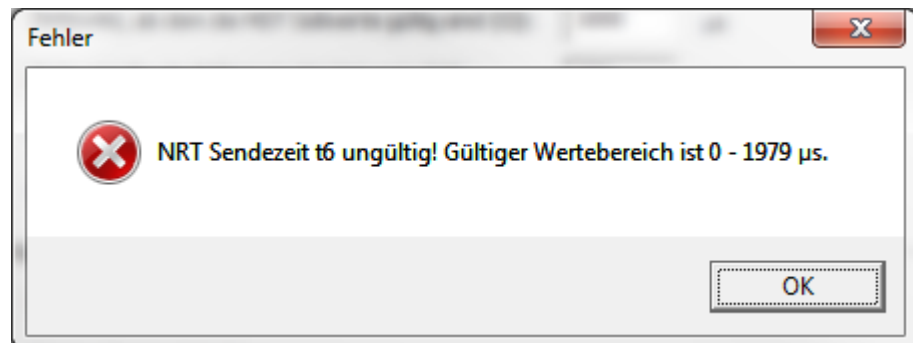 Fehler
NRT Sendezeit t6 ungültig! Gültiger Wertebereich ist 0 - 1979 µs.
OK